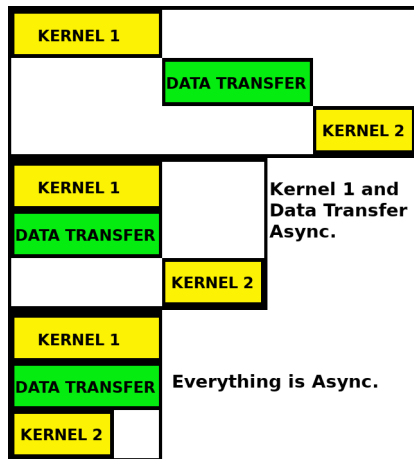 KERNEL 1
DATA TRANSFER
KERNEL 2
KERNEL 1
DATA TRANSFER
KERNEL 2
Kernel 1 and
Data Transfer
Async.
KERNEL 1
DATA TRANSFER
KERNEL 2
Everything is Async.